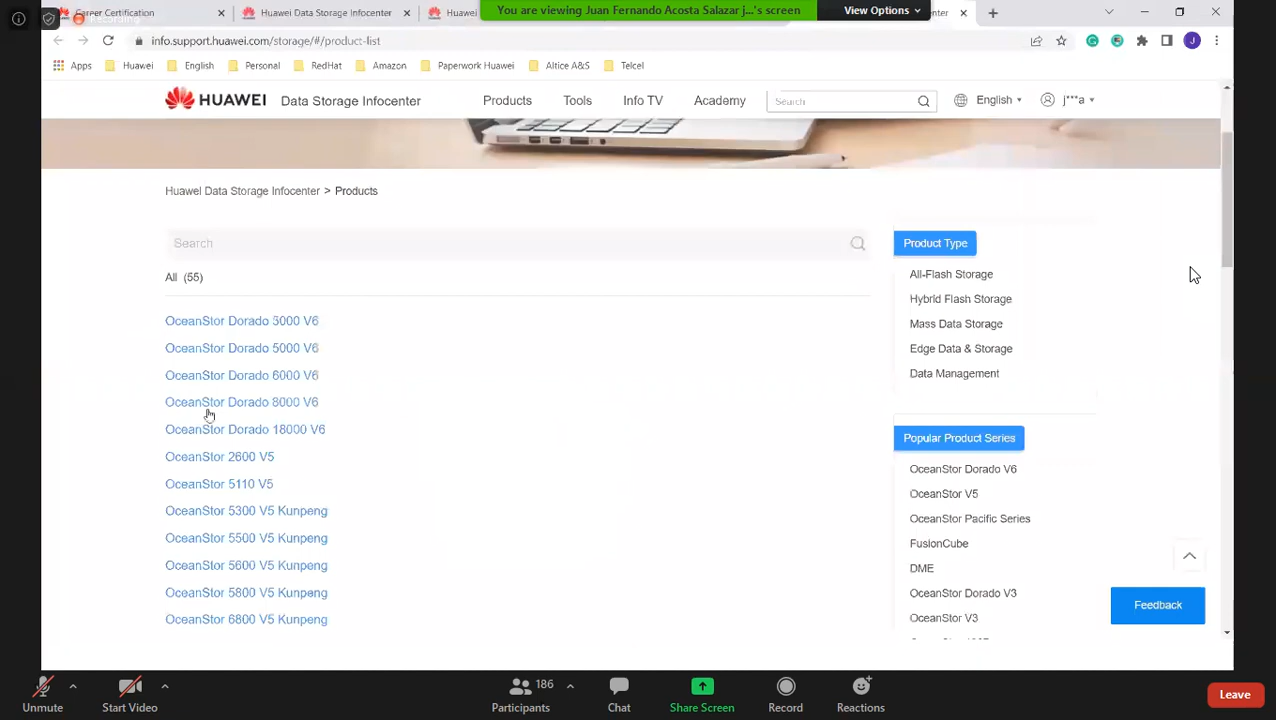 Recording
You are viewing Juan Fernando Acosta Salazar j...'s screen
View Options
Career Certification
Huawei Data Storage Infocenter
Huawei
enter
info.support.huawei.com/storage/#/product-list
J
Apps Huawei English Personal RedHat Amazon Paperwork Huawei Altice A&S Telcel
HUAWEI Data Storage Infocenter Products Tools Info TV Academy Search English j***a
Huawei Data Storage Infocenter > Products
Search
All (55)
OceanStor Dorado 3000 V6
OceanStor Dorado 5000 V6
OceanStor Dorado 6000 V6
OceanStor Dorado 8000 V6
OceanStor Dorado 18000 V6
OceanStor 2600 V5
OceanStor 5110 V5
OceanStor 5300 V5 Kunpeng
OceanStor 5500 V5 Kunpeng
OceanStor 5600 V5 Kunpeng
OceanStor 5800 V5 Kunpeng
OceanStor 6800 V5 Kunpeng
Product Type
All-Flash Storage
Hybrid Flash Storage
Mass Data Storage
Edge Data & Storage
Data Management
Popular Product Series
OceanStor Dorado V6
OceanStor V5
OceanStor Pacific Series
FusionCube
DME
OceanStor Dorado V3
OceanStor V3
Feedback
Unmute
Start Video
186
Participants
Chat
Share Screen
Record
Reactions
Leave